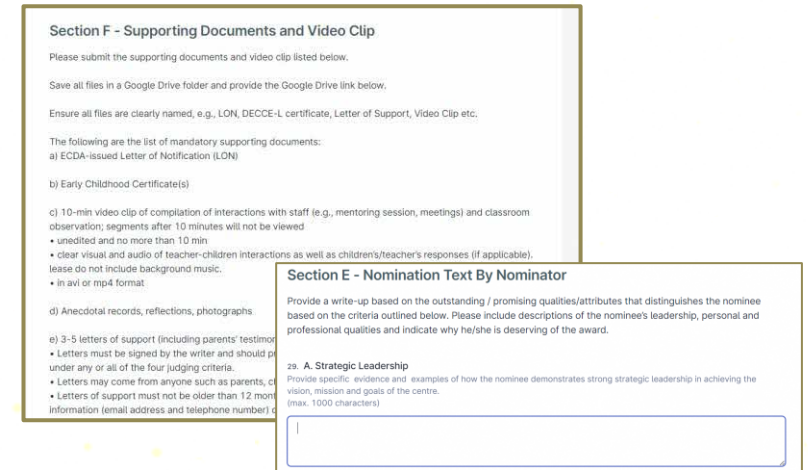 Section F - Supporting Documents and Video Clip
Please submit the supporting documents and video clip listed below.
Save all files in a Google Drive folder and provide the Google Drive link below.
Ensure all files are clearly named, e.g., LON, DECCE-L certificate, Letter of Support, Video Clip etc.
The following are the list of mandatory supporting documents:
a) ECDA-issued Letter of Notification (LON)
b) Early Childhood Certificate(s)
c) 10-min video clip of compilation of interactions with staff (e.g., mentoring session, meetings) and classroom
observation; segments after 10 minutes will not be viewed
• unedited and no more than 10 min
• clear visual and audio of teacher-children interactions as well as children's/teacher's responses (if applicable).
lease do not include background music.
• in avi or mp4 format
d) Anecdotal records, reflections, photographs
e) 3-5 letters of support (including parents'
• Letters must be signed by the writer and should
under any or all of the four judging criteria.
• Letters may come from anyone such as parents,
• Letters of support must not be older than 12
information (email address and telephone number)
Section E - Nomination Text By Nominator
Provide a write-up based on the outstanding / promising qualities/attributes that distinguishes the nominee
based on the criteria outlined below. Please include descriptions of the nominee's leadership, personal and
professional qualities and indicate why he/she is deserving of the award.
29. A. Strategic Leadership
Provide specific evidence and examples of how the nominee demonstrates strong strategic leadership in achieving the
vision, mission and goals of the centre.
(max. 1000 characters)